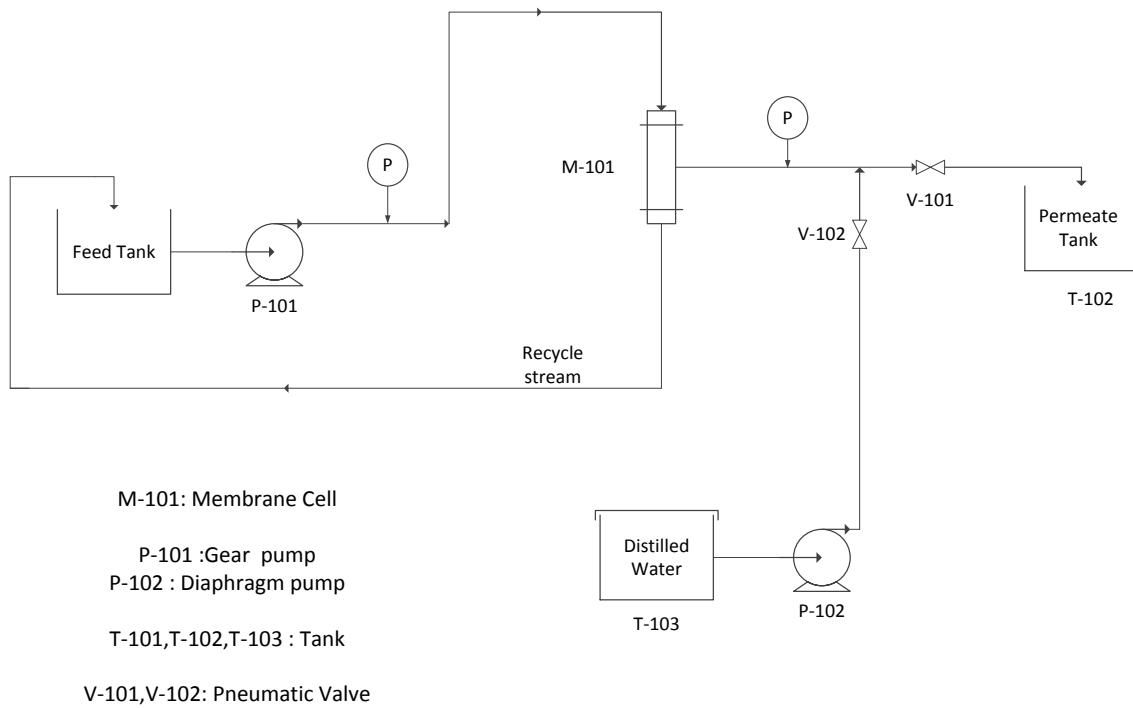 P
P
M-101
V-101
V-102
Feed Tank
Permeate
Tank
P-101
T-102
Recycle
stream
M-101: Membrane Cell
P-101 :Gear pump
P-102 : Diaphragm pump
Distilled
Water
P-102
T-103
T-101,T-102,T-103 : Tank
V-101,V-102: Pneumatic Valve